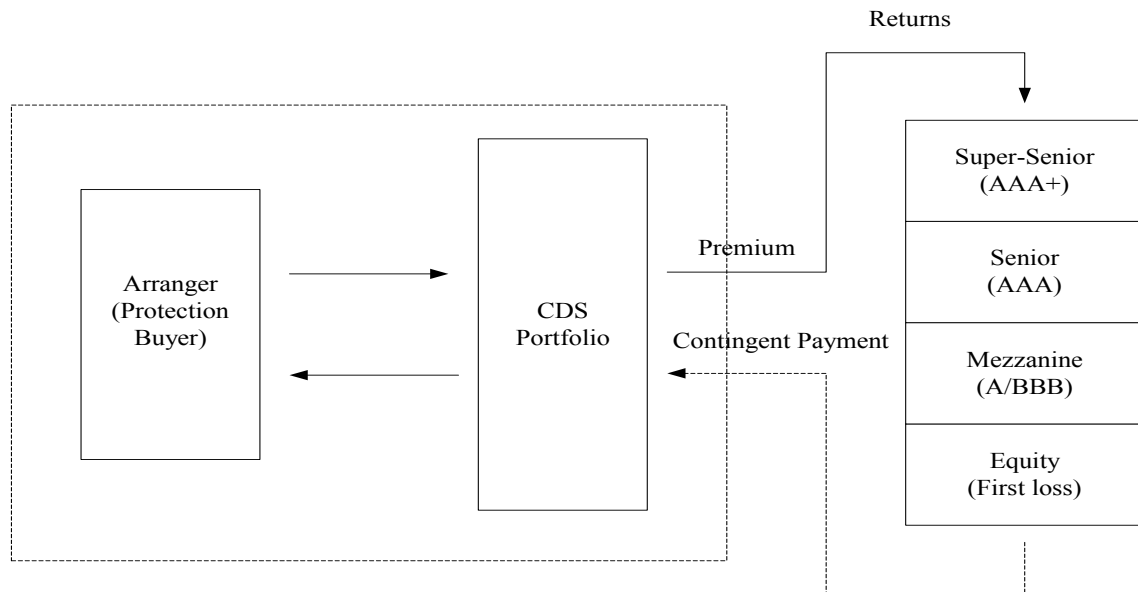 Returns
Super-Senior
(AAA+)
Premium
Senior
(AAA)
Arranger
(Protection
Buyer)
CDS
Portfolio
Contingent Payment
Mezzanine
(A/BBB)
Equity
(First loss)